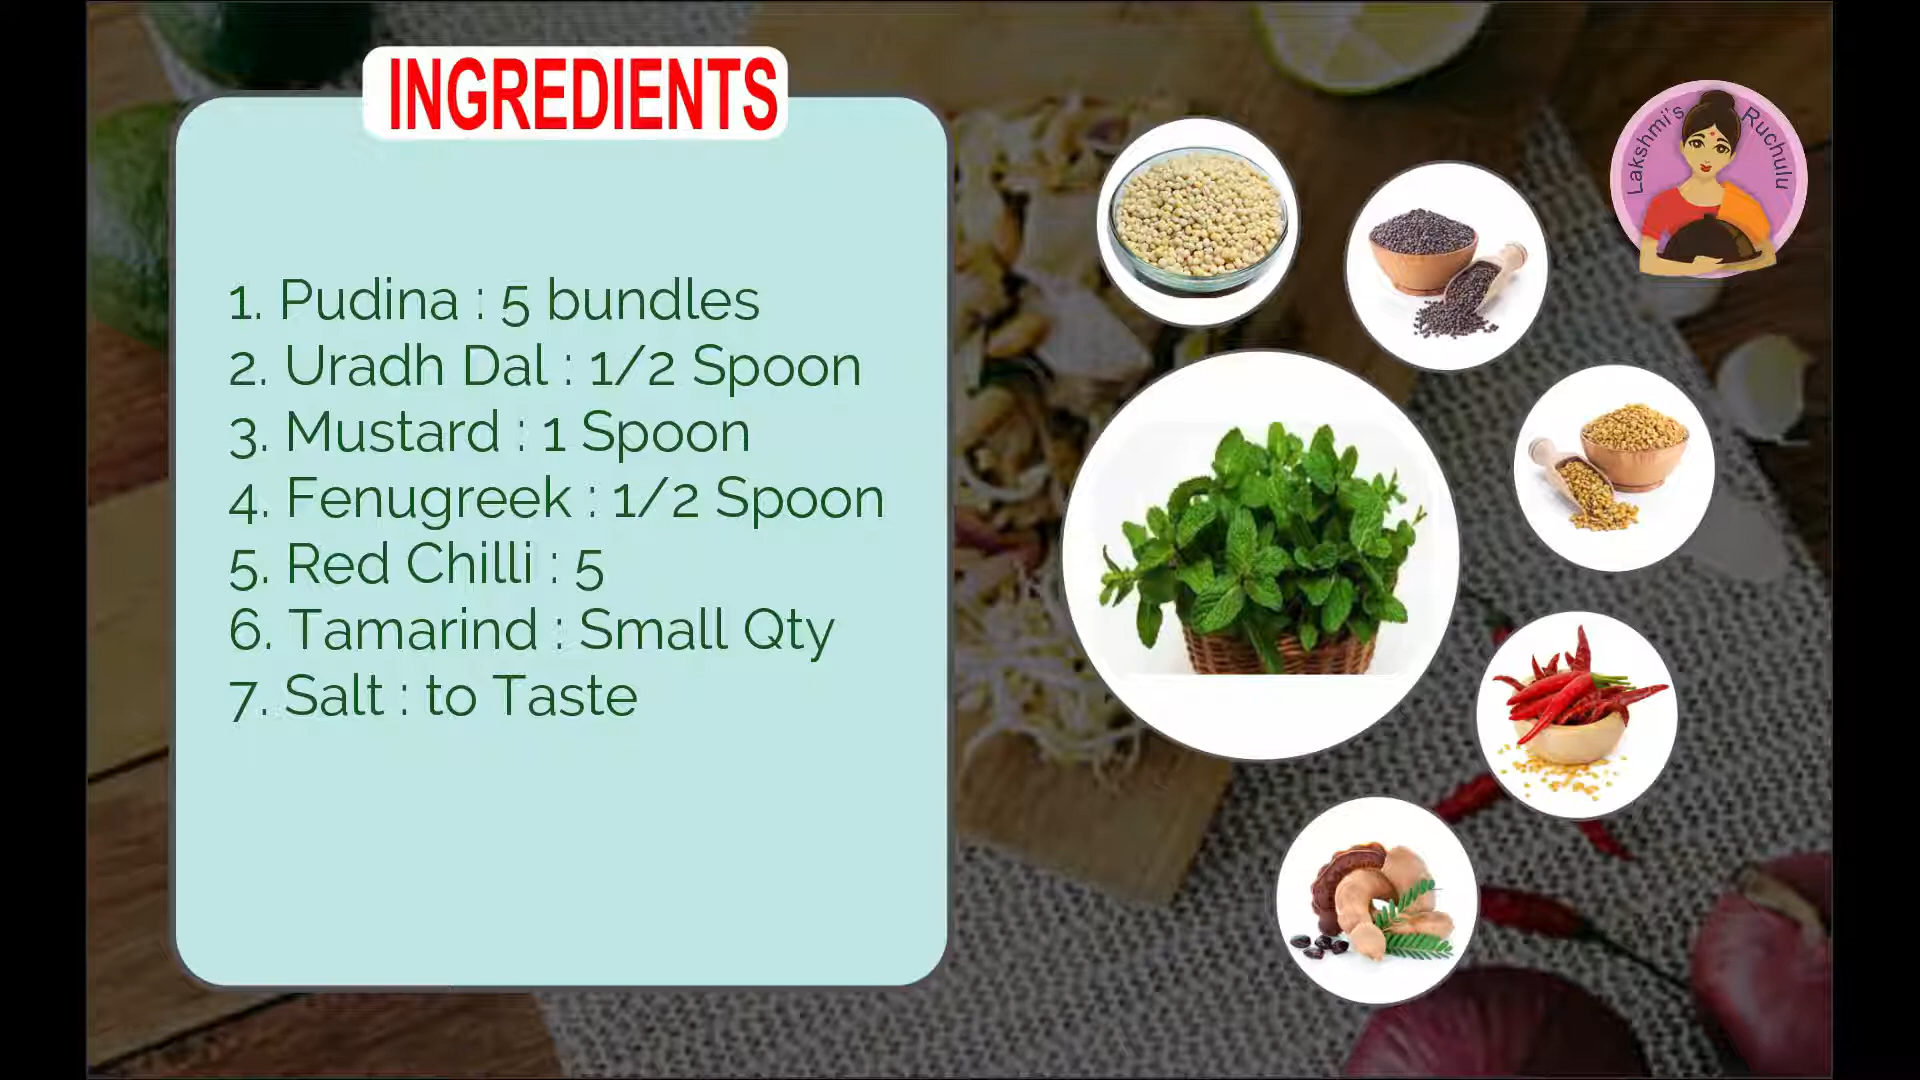 INGREDIENTS
1. Pudina : 5 bundles
2. Uradh Dal : 1/2 Spoon
3. Mustard : 1 Spoon
4. Fenugreek : 1/2 Spoon
5. Red Chilli : 5
6. Tamarind : Small Qty
7. Salt : to Taste
Lakshmi's Ruchulu